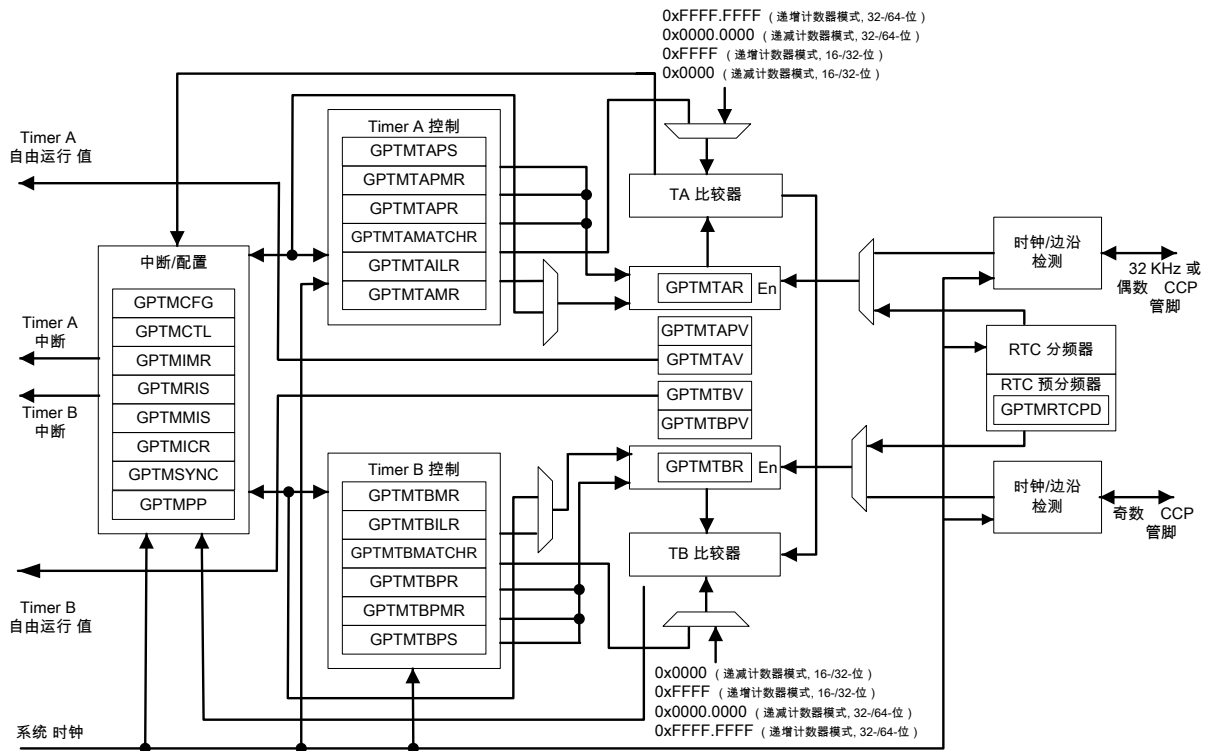 0xFFFF.FFFF （ 递增计数器模式, 32-/64-位 ）
0x0000.0000 （ 递减计数器模式, 32-/64-位 ）
0xFFFF （ 递增计数器模式, 16-/32-位 ）
0x0000 （ 递减计数器模式, 16-/32-位 ）
Timer A
自由运行 值
Timer A 控制
GPTMTAPS
GPTMTAPMR
GPTMTAPR
GPTMTAMATCHR
GPTMTAILR
GPTMTAMR
TA 比较器
GPTMTAR
En
时钟/边沿
检测
32 KHz 或
偶数 CCP
管脚
中断/配置
GPTMCFG
GPTMCTL
GPTMIMR
GPTMRIS
GPTMMIS
GPTMICR
GPTMSYNC
GPTMPP
Timer A
中断
Timer B
中断
GPTMTAPV
GPTMTAV
GPTMTBV
GPTMTBPV
RTC 分频器
RTC 预分频器
GPTMRTCPD
Timer B 控制
GPTMTBMR
GPTMTBILR
GPTMTBMATCHR
GPTMTBPR
GPTMTBPMR
GPTMTBPS
GPTMTBR
En
时钟/边沿
检测
奇数 CCP
管脚
TB 比较器
Timer B
自由运行 值
0x0000 （ 递减计数器模式, 16-/32-位 ）
0xFFFF （ 递增计数器模式, 16-/32-位 ）
0x0000.0000 （ 递减计数器模式, 32-/64-位 ）
0xFFFF.FFFF （ 递增计数器模式, 32-/64-位 ）
系统 时钟